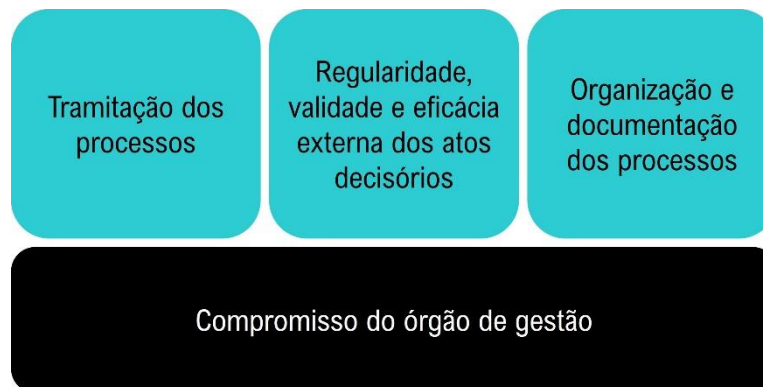 Tramitação dos
processos
Regularidade,
validade e eficácia
externa dos atos
decisórios
Organização e
documentação
dos processos
Compromisso do órgão de gestão